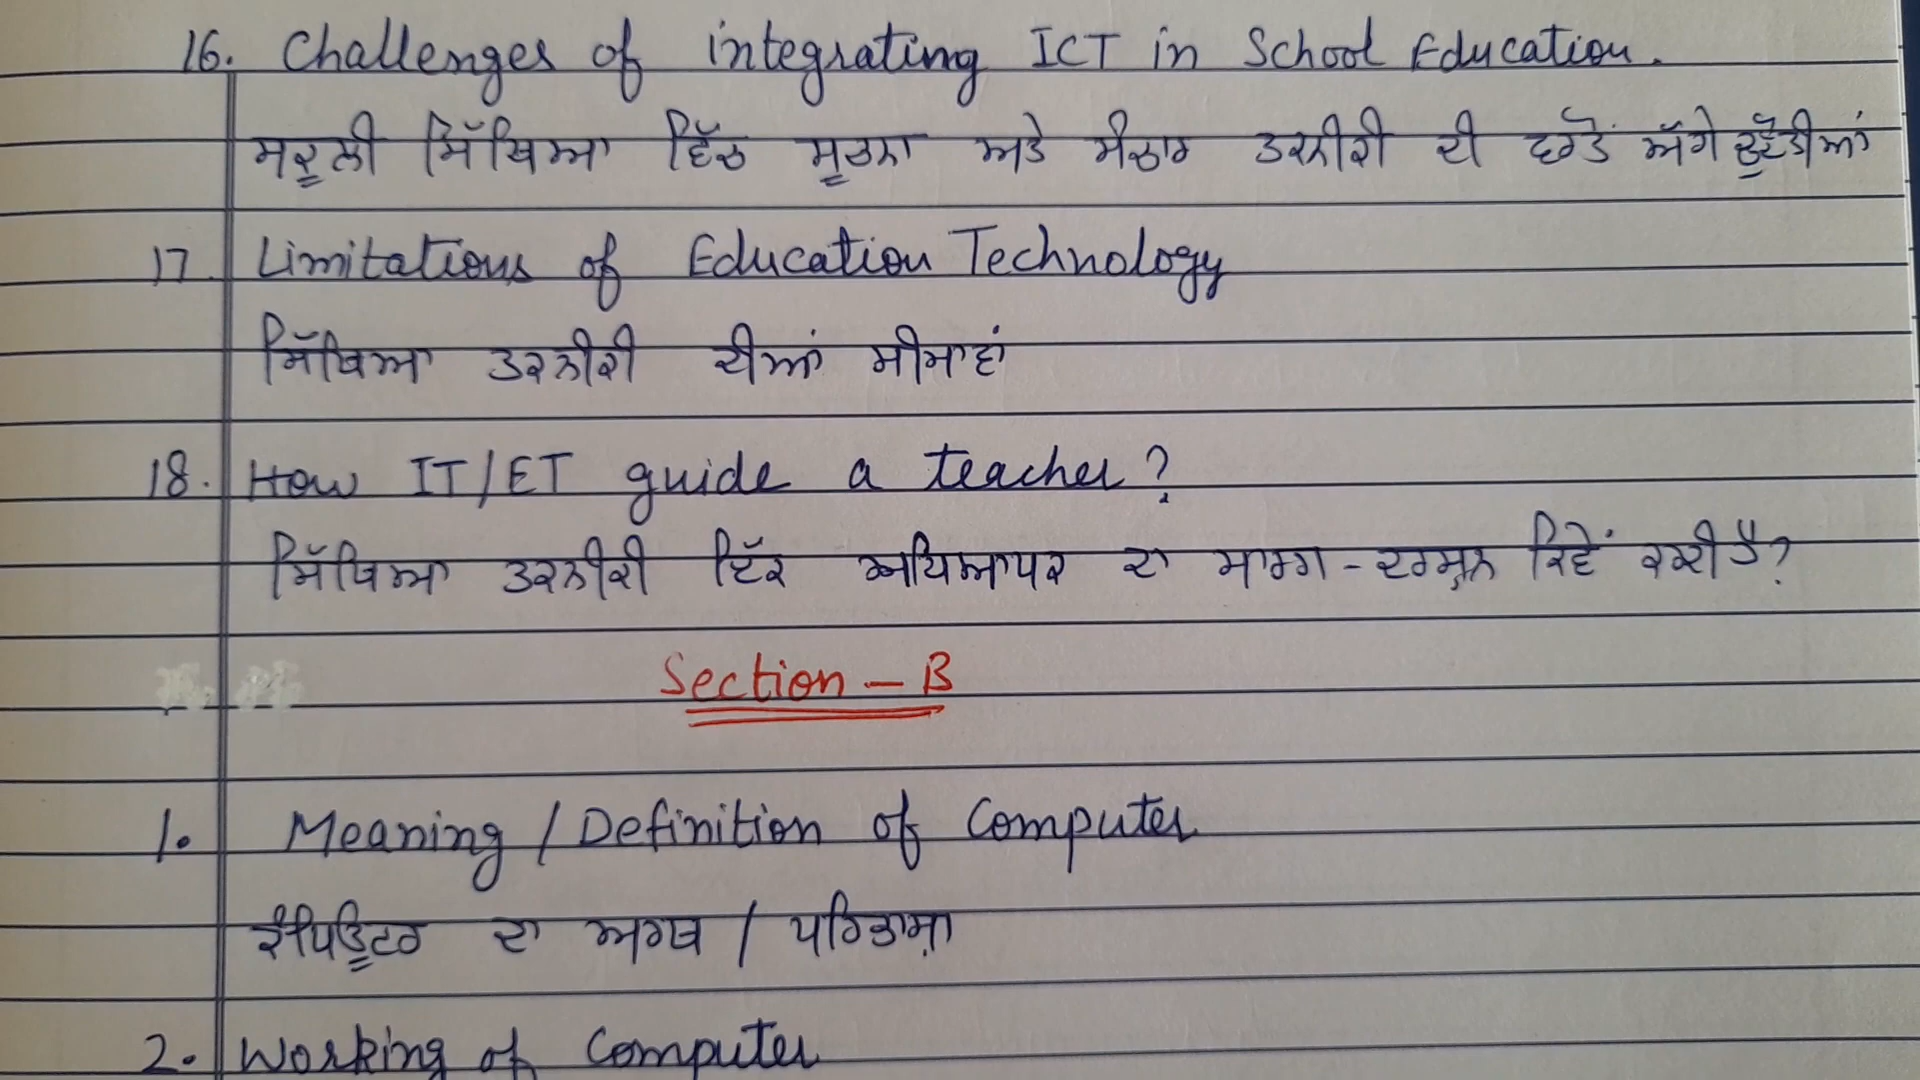 16. Challenges of integrating ICT in School Education.
ਸਕੂਲੀ ਸਿੱਖਿਆ ਵਿੱਚ ਸੂਚਨਾ ਅਤੇ ਸੰਚਾਰ ਤਕਨੀਕੀ ਦੀ ਵਰਤੋਂ ਅੱਗੇ ਚੁਣੌਤੀਆਂ
17. Limitations of Education Technology
ਸਿੱਖਿਆ ਤਕਨੀਕੀ ਦੀਆਂ ਸੀਮਾਵਾਂ
18. How IT/ET guide a teacher?
ਸਿੱਖਿਆ ਤਕਨੀਕੀ ਇੱਕ ਅਧਿਆਪਕ ਦਾ ਮਾਰਗ-ਦਰਸ਼ਨ ਕਿਵੇਂ ਕਰਦੀ ਹੈ?
Section - B
1. Meaning / Definition of Computer
ਕੰਪਿਊਟਰ ਦਾ ਅਰਥ / ਪਰਿਭਾਸ਼ਾ
2. Working of Computer